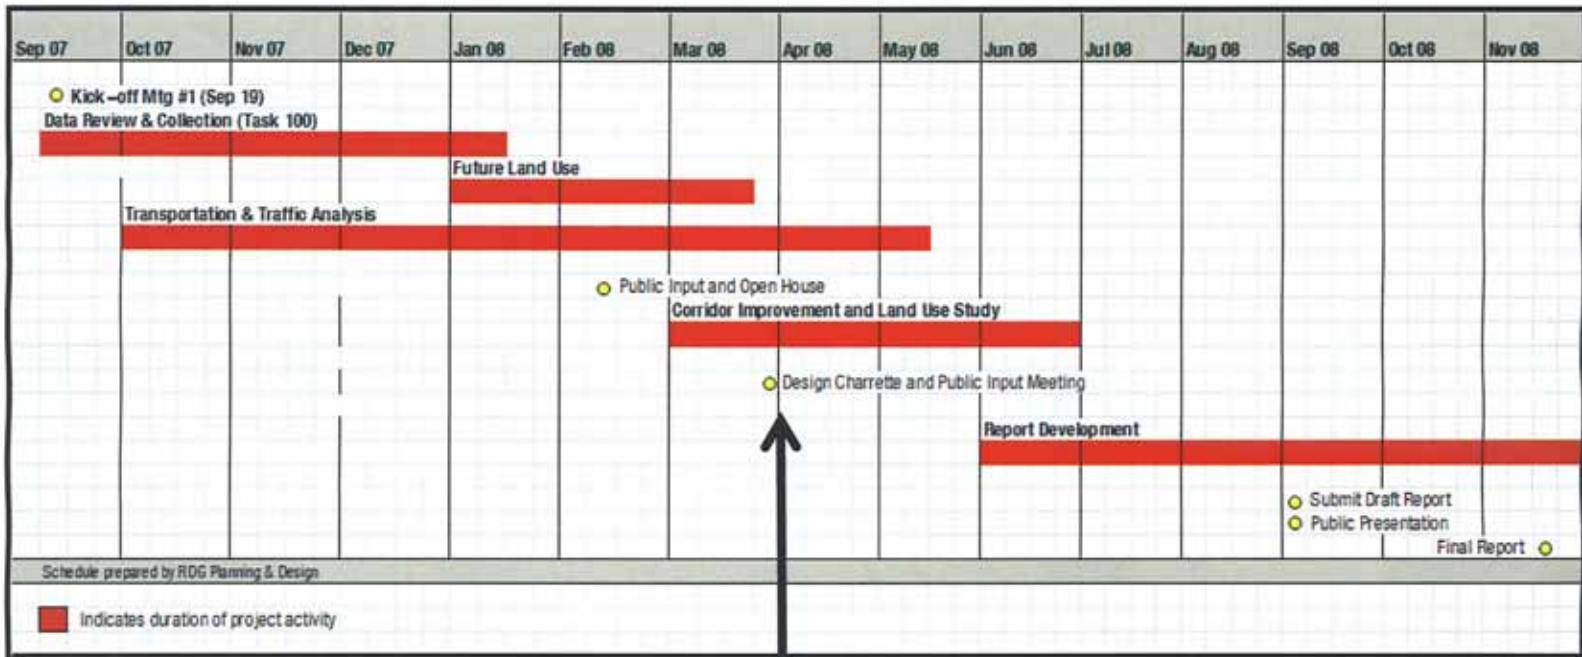 Sep 07 Oct 07 Nov 07 Dec 07 Jan 08 Feb 08 Mar 08 Apr 08 May 08 Jun 08 Jul 08 Aug 08 Sep 08 Oct 08 Nov 08
Kick-off Mtg #1 (Sep 19)
Data Review & Collection (Task 100)
Future Land Use
Transportation & Traffic Analysis
Public Input and Open House
Corridor Improvement and Land Use Study
Design Charrette and Public Input Meeting
Report Development
Submit Draft Report
Public Presentation
Final Report
Schedule prepared by RDG Planning & Design
Indicates duration of project activity